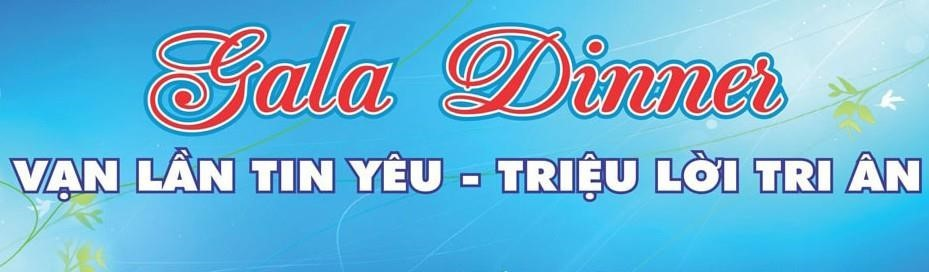 Gala Dinner
VẠN LẦN TIN YÊU - TRIỆU LỜI TRI ÂN